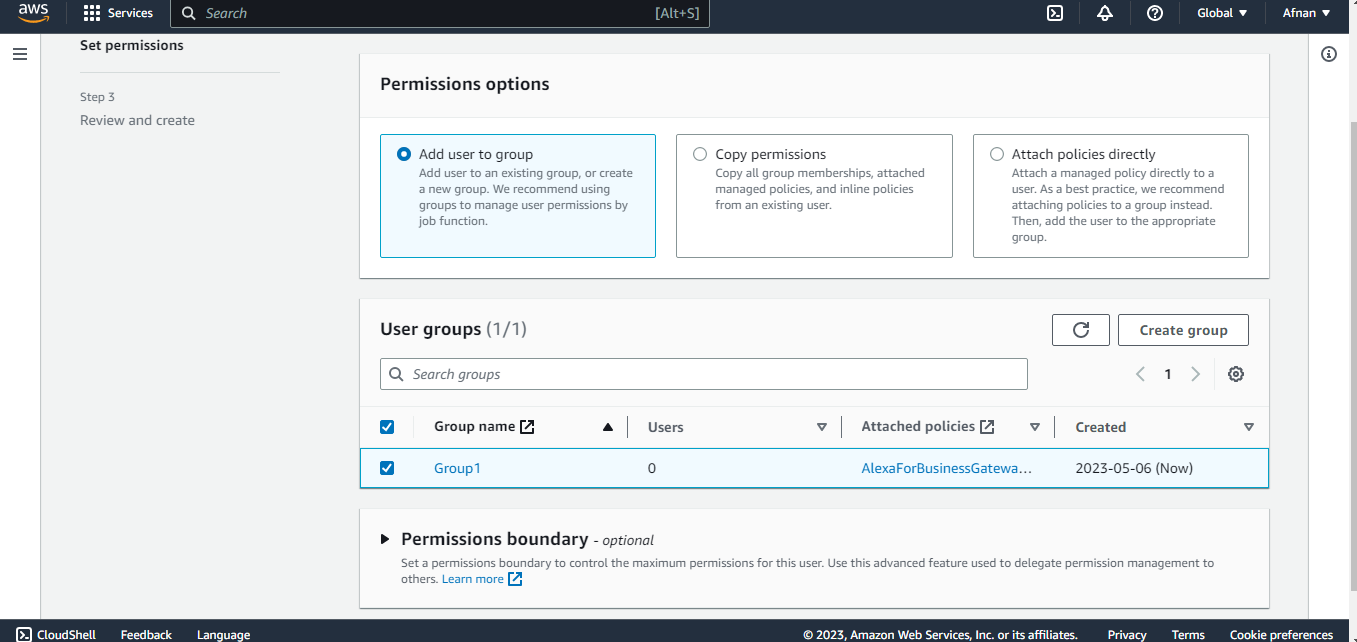 aws
Services
Search
[Alt+S]
Global
Afnan
Set permissions
Step 3
Review and create
Permissions options
Add user to group
Add user to an existing group, or create
a new group. We recommend using
groups to manage user permissions by
job function.
Copy permissions
Copy all group memberships, attached
managed policies, and inline policies
from an existing user.
Attach policies directly
Attach a managed policy directly to a
user. As a best practice, we recommend
attaching policies to a group instead.
Then, add the user to the appropriate
group.
User groups (1/1)
Create group
Search groups
1
Group name
Users
Attached policies
Created
Group1
0
AlexaForBusinessGatewa...
2023-05-06 (Now)
Permissions boundary - optional
Set a permissions boundary to control the maximum permissions for this user. Use this advanced feature used to delegate permission management to
others. Learn more
CloudShell
Feedback
Language
© 2023, Amazon Web Services, Inc. or its affiliates.
Privacy
Terms
Cookie preferences